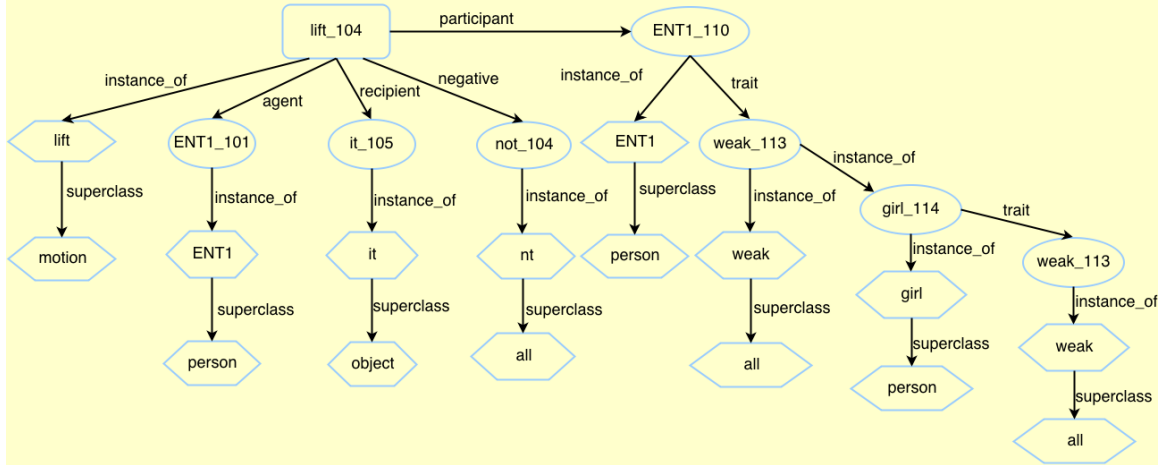 participant
lift_104
ENT1_110
instance_of
agent
recipient
negative
instance_of
trait
lift
ENT1_101
it_105
not_104
ENT1
weak_113
instance_of
superclass
instance_of
instance_of
instance_of
superclass
instance_of
girl_114
trait
motion
ENT1
it
nt
person
weak
instance_of
weak_113
superclass
superclass
superclass
superclass
girl
instance_of
person
object
all
all
superclass
weak
person
superclass
all